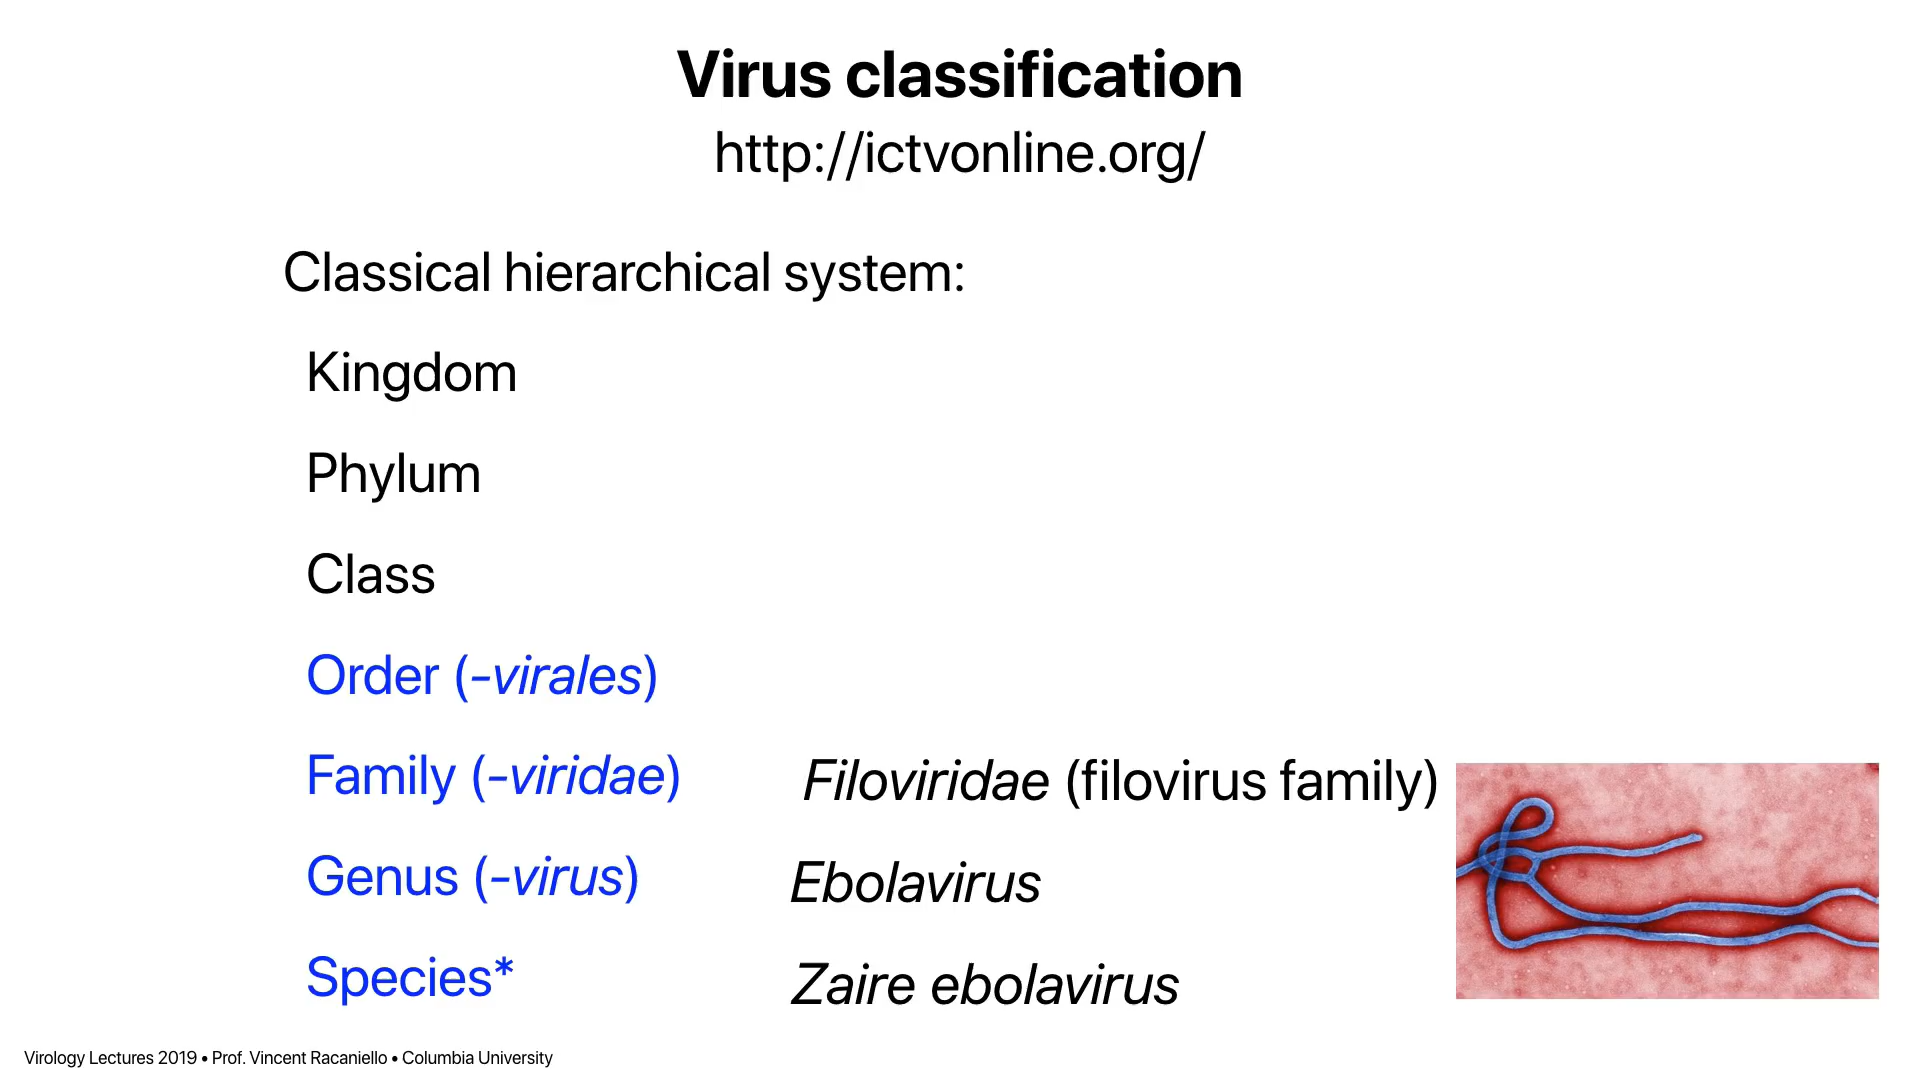 Virus classification
http://ictvonline.org/
Classical hierarchical system:
Kingdom
Phylum
Class
Order (-virales)
Family (-viridae) Filoviridae (filovirus family)
Genus (-virus) Ebolavirus
Species* Zaire ebolavirus
Virology Lectures 2019 • Prof. Vincent Racaniello • Columbia University